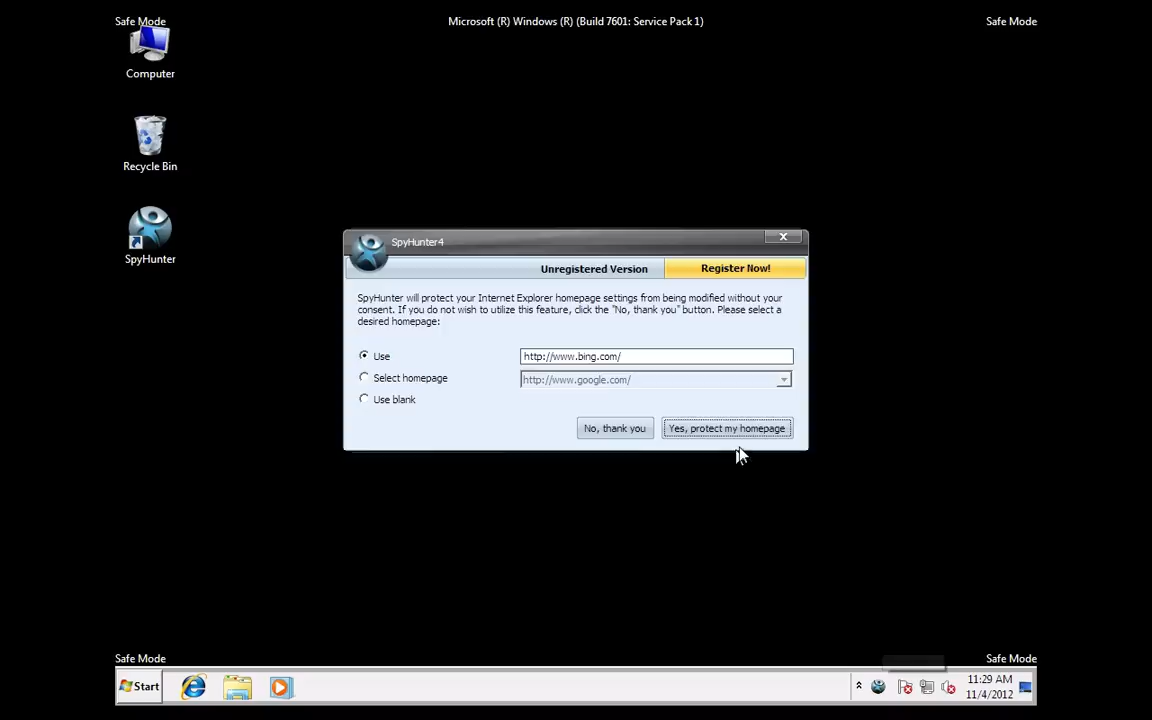 Safe Mode
Microsoft (R) Windows (R) (Build 7601: Service Pack 1)
Safe Mode
Computer
Recycle Bin
SpyHunter
SpyHunter4
Unregistered Version
Register Now!
SpyHunter will protect your Internet Explorer homepage settings from being modified without your
consent. If you do not wish to utilize this feature, click the "No, thank you" button. Please select a
desired homepage:
Use
http://www.bing.com/
Select homepage
http://www.google.com/
Use blank
No, thank you
Yes, protect my homepage
Safe Mode
Safe Mode
Start
11:29 AM
11/4/2012